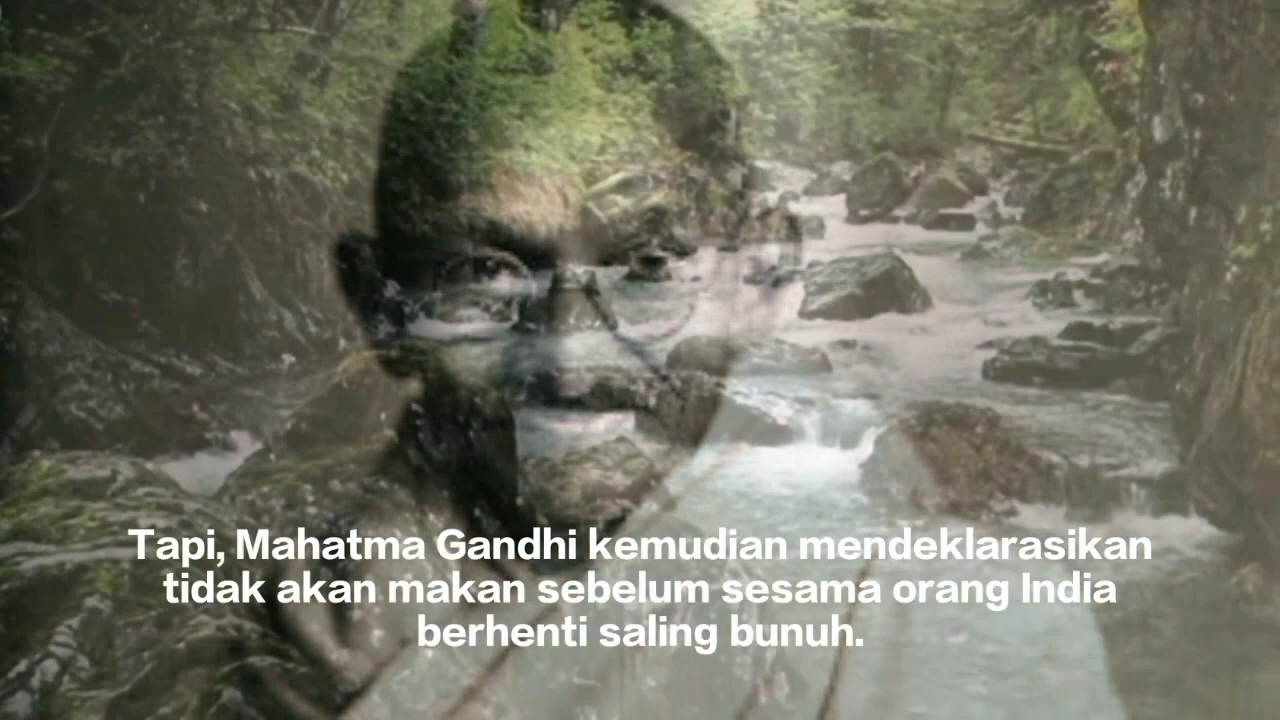 Tapi, Mahatma Gandhi kemudian mendeklarasikan
tidak akan makan sebelum sesama orang India
berhenti saling bunuh.